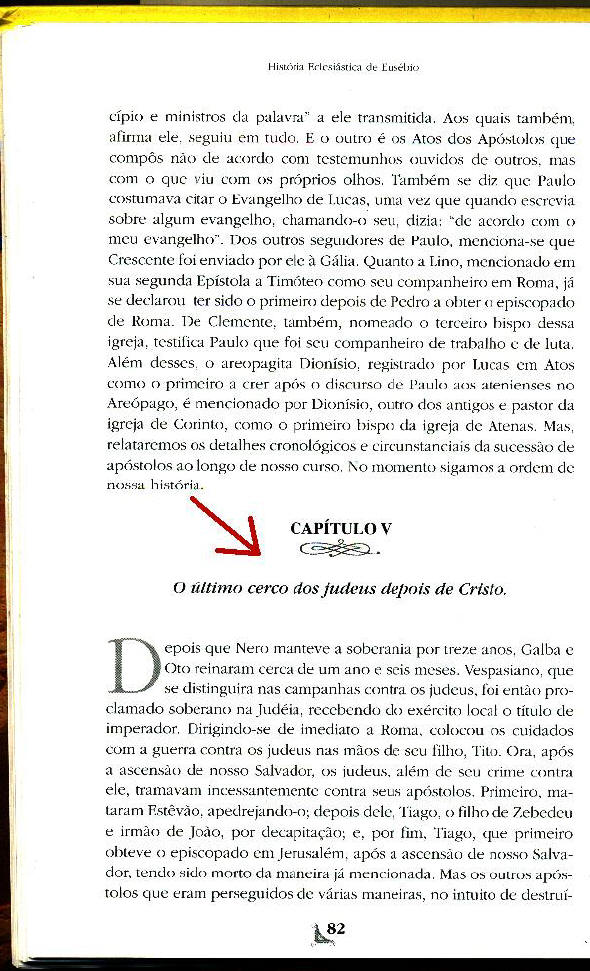 História Eclesiástica de Eusébio
cípio e ministros da palavra" a ele transmitida. Aos quais também,
afirma ele, seguiu em tudo. E o outro é os Atos dos Apóstolos que
compôs não de acordo com testemunhos ouvidos de outros, mas
com o que viu com os próprios olhos. Também se diz que Paulo
costumava citar o Evangelho de Lucas, uma vez que quando escrevia
sobre algum evangelho, chamando-o seu, dizia: "de acordo com o
meu evangelho". Dos outros seguidores de Paulo, menciona-se que
Crescente foi enviado por ele à Gália. Quanto a Lino, mencionado em
sua segunda Epístola a Timóteo como seu companheiro em Roma, já
se declarou ter sido o primeiro depois de Pedro a obter o episcopado
de Roma. De Clemente, também, nomeado o terceiro bispo dessa
igreja, testifica Paulo que foi seu companheiro de trabalho e de luta.
Além desses, o areopagita Dionísio, registrado por Lucas em Atos
como o primeiro a crer após o discurso de Paulo aos atenienses no
Areópago, é mencionado por Dionísio, outro dos antigos e pastor da
igreja de Corinto, como o primeiro bispo da igreja de Atenas. Mas,
relataremos os detalhes cronológicos e circunstanciais da sucessão de
apóstolos ao longo de nosso curso. No momento sigamos a ordem de
nossa história.
CAPÍTULO V
O último cerco dos judeus depois de Cristo.
Depois que Nero manteve a soberania por treze anos, Galba e
Oto reinaram cerca de um ano e seis meses. Vespasiano, que
se distinguira nas campanhas contra os judeus, foi então pro-
clamado soberano na Judéia, recebendo do exército local o título de
imperador. Dirigindo-se de imediato a Roma, colocou os cuidados
com a guerra contra os judeus nas mãos de seu filho, Tito. Ora, após
a ascensão de nosso Salvador, os judeus, além de seu crime contra
ele, tramavam incessantemente contra seus apóstolos. Primeiro, ma-
taram Estêvão, apedrejando-o; depois dele, Tiago, o filho de Zebedeu
e irmão de João, por decapitação; e, por fim, Tiago, que primeiro
obteve o episcopado em Jerusalém, após a ascensão de nosso Salva-
dor, tendo sido morto da maneira já mencionada. Mas os outros após-
tolos que eram perseguidos de várias maneiras, no intuito de destruí-
82